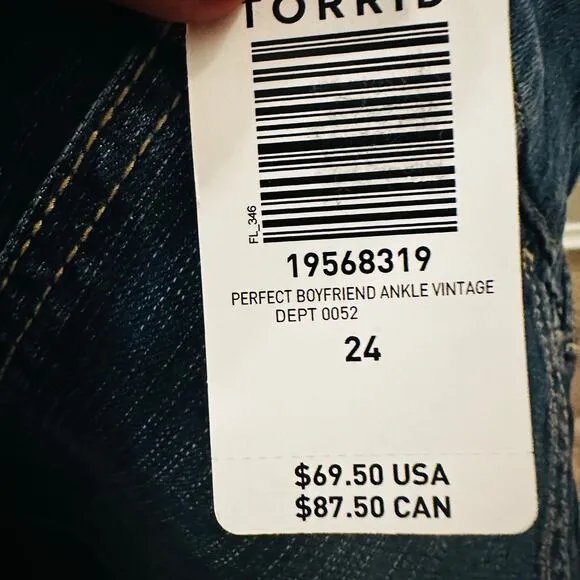 TORRID
FL_346
19568319
PERFECT BOYFRIEND ANKLE VINTAGE
DEPT 0052
24
$69.50 USA
$87.50 CAN